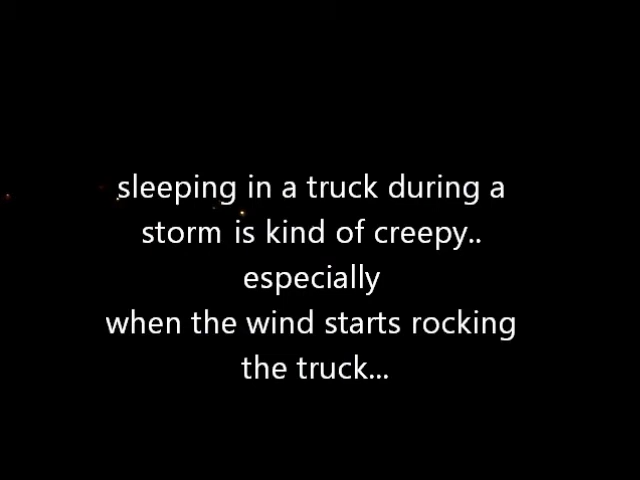 sleeping in a truck during a
storm is kind of creepy..
especially
when the wind starts rocking
the truck...